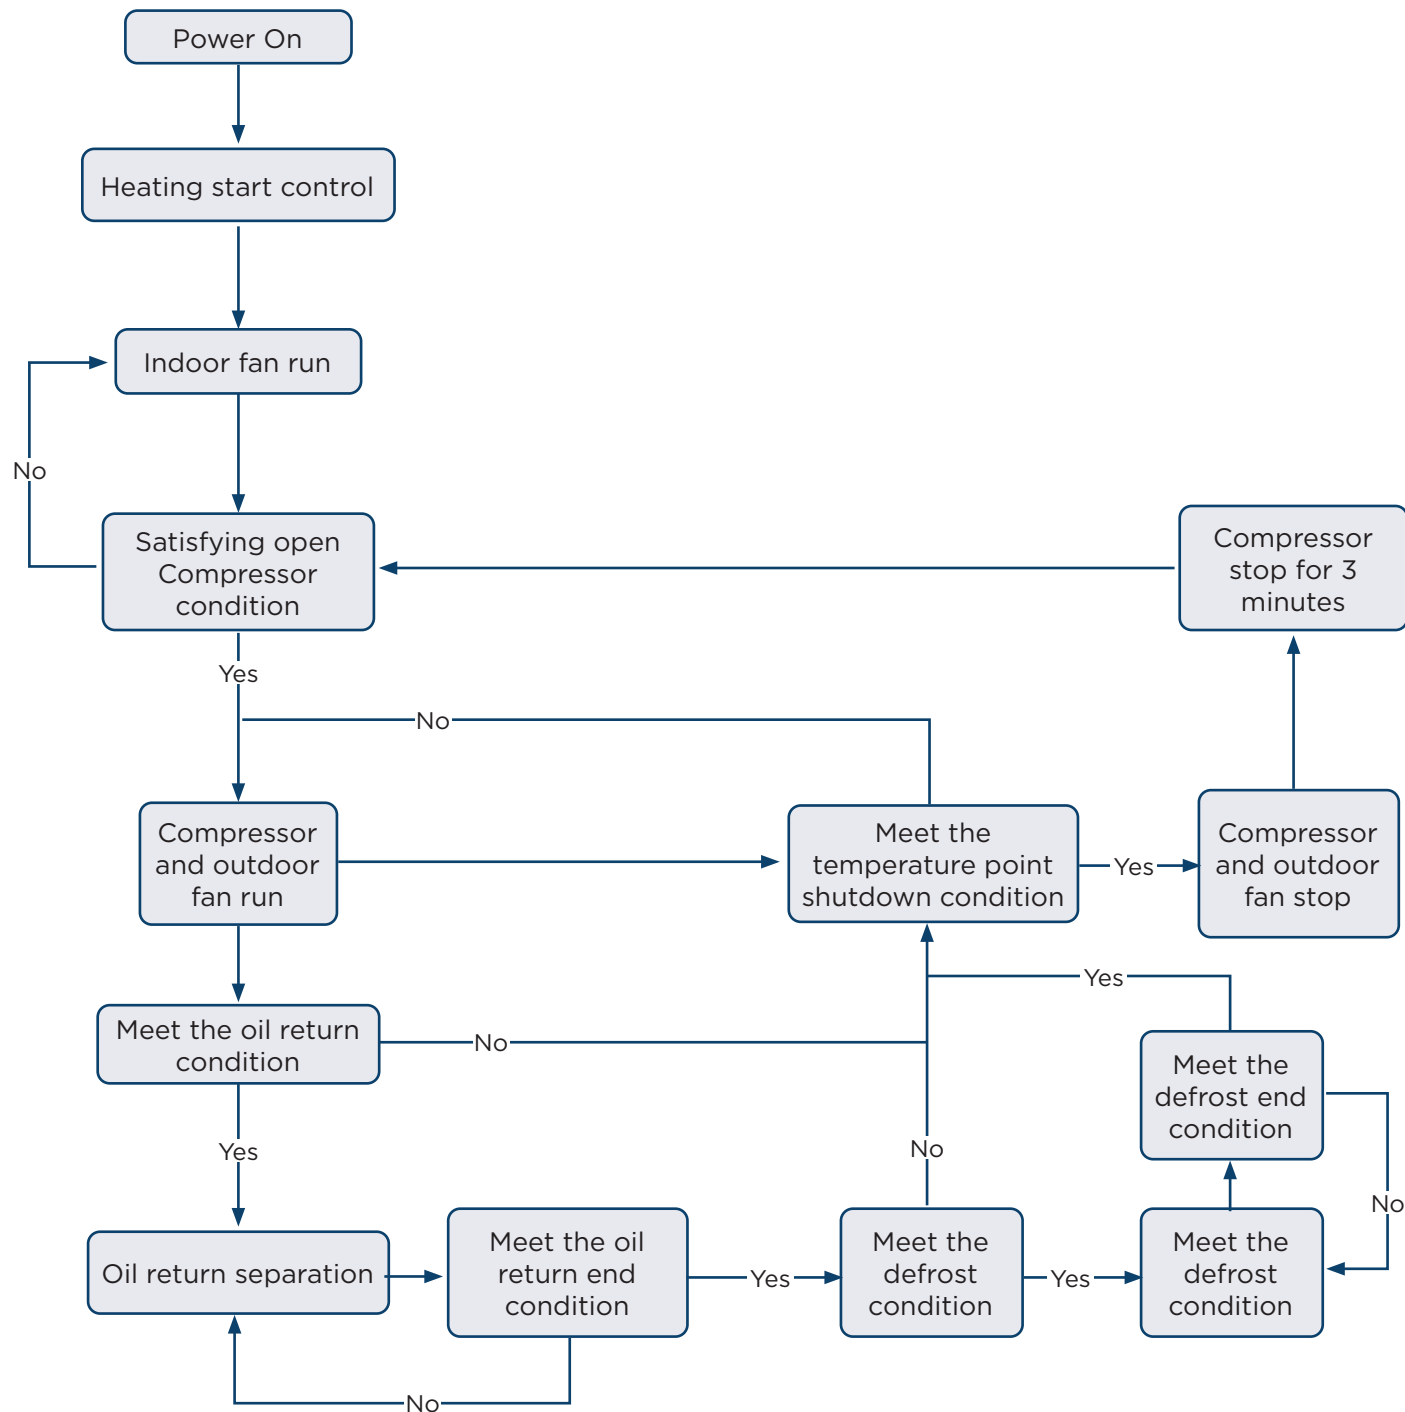 Power On
Heating start control
Indoor fan run
No
Satisfying open
Compressor
condition
Compressor
stop for 3
minutes
Yes
No
Compressor
and outdoor
fan run
Meet the
temperature point
shutdown condition
Yes
Compressor
and outdoor
fan stop
Yes
Meet the oil return
condition
No
Meet the
defrost end
condition
Yes
No
No
Oil return separation
Meet the oil
return end
condition
Yes
Meet the
defrost
condition
Yes
Meet the
defrost
condition
No